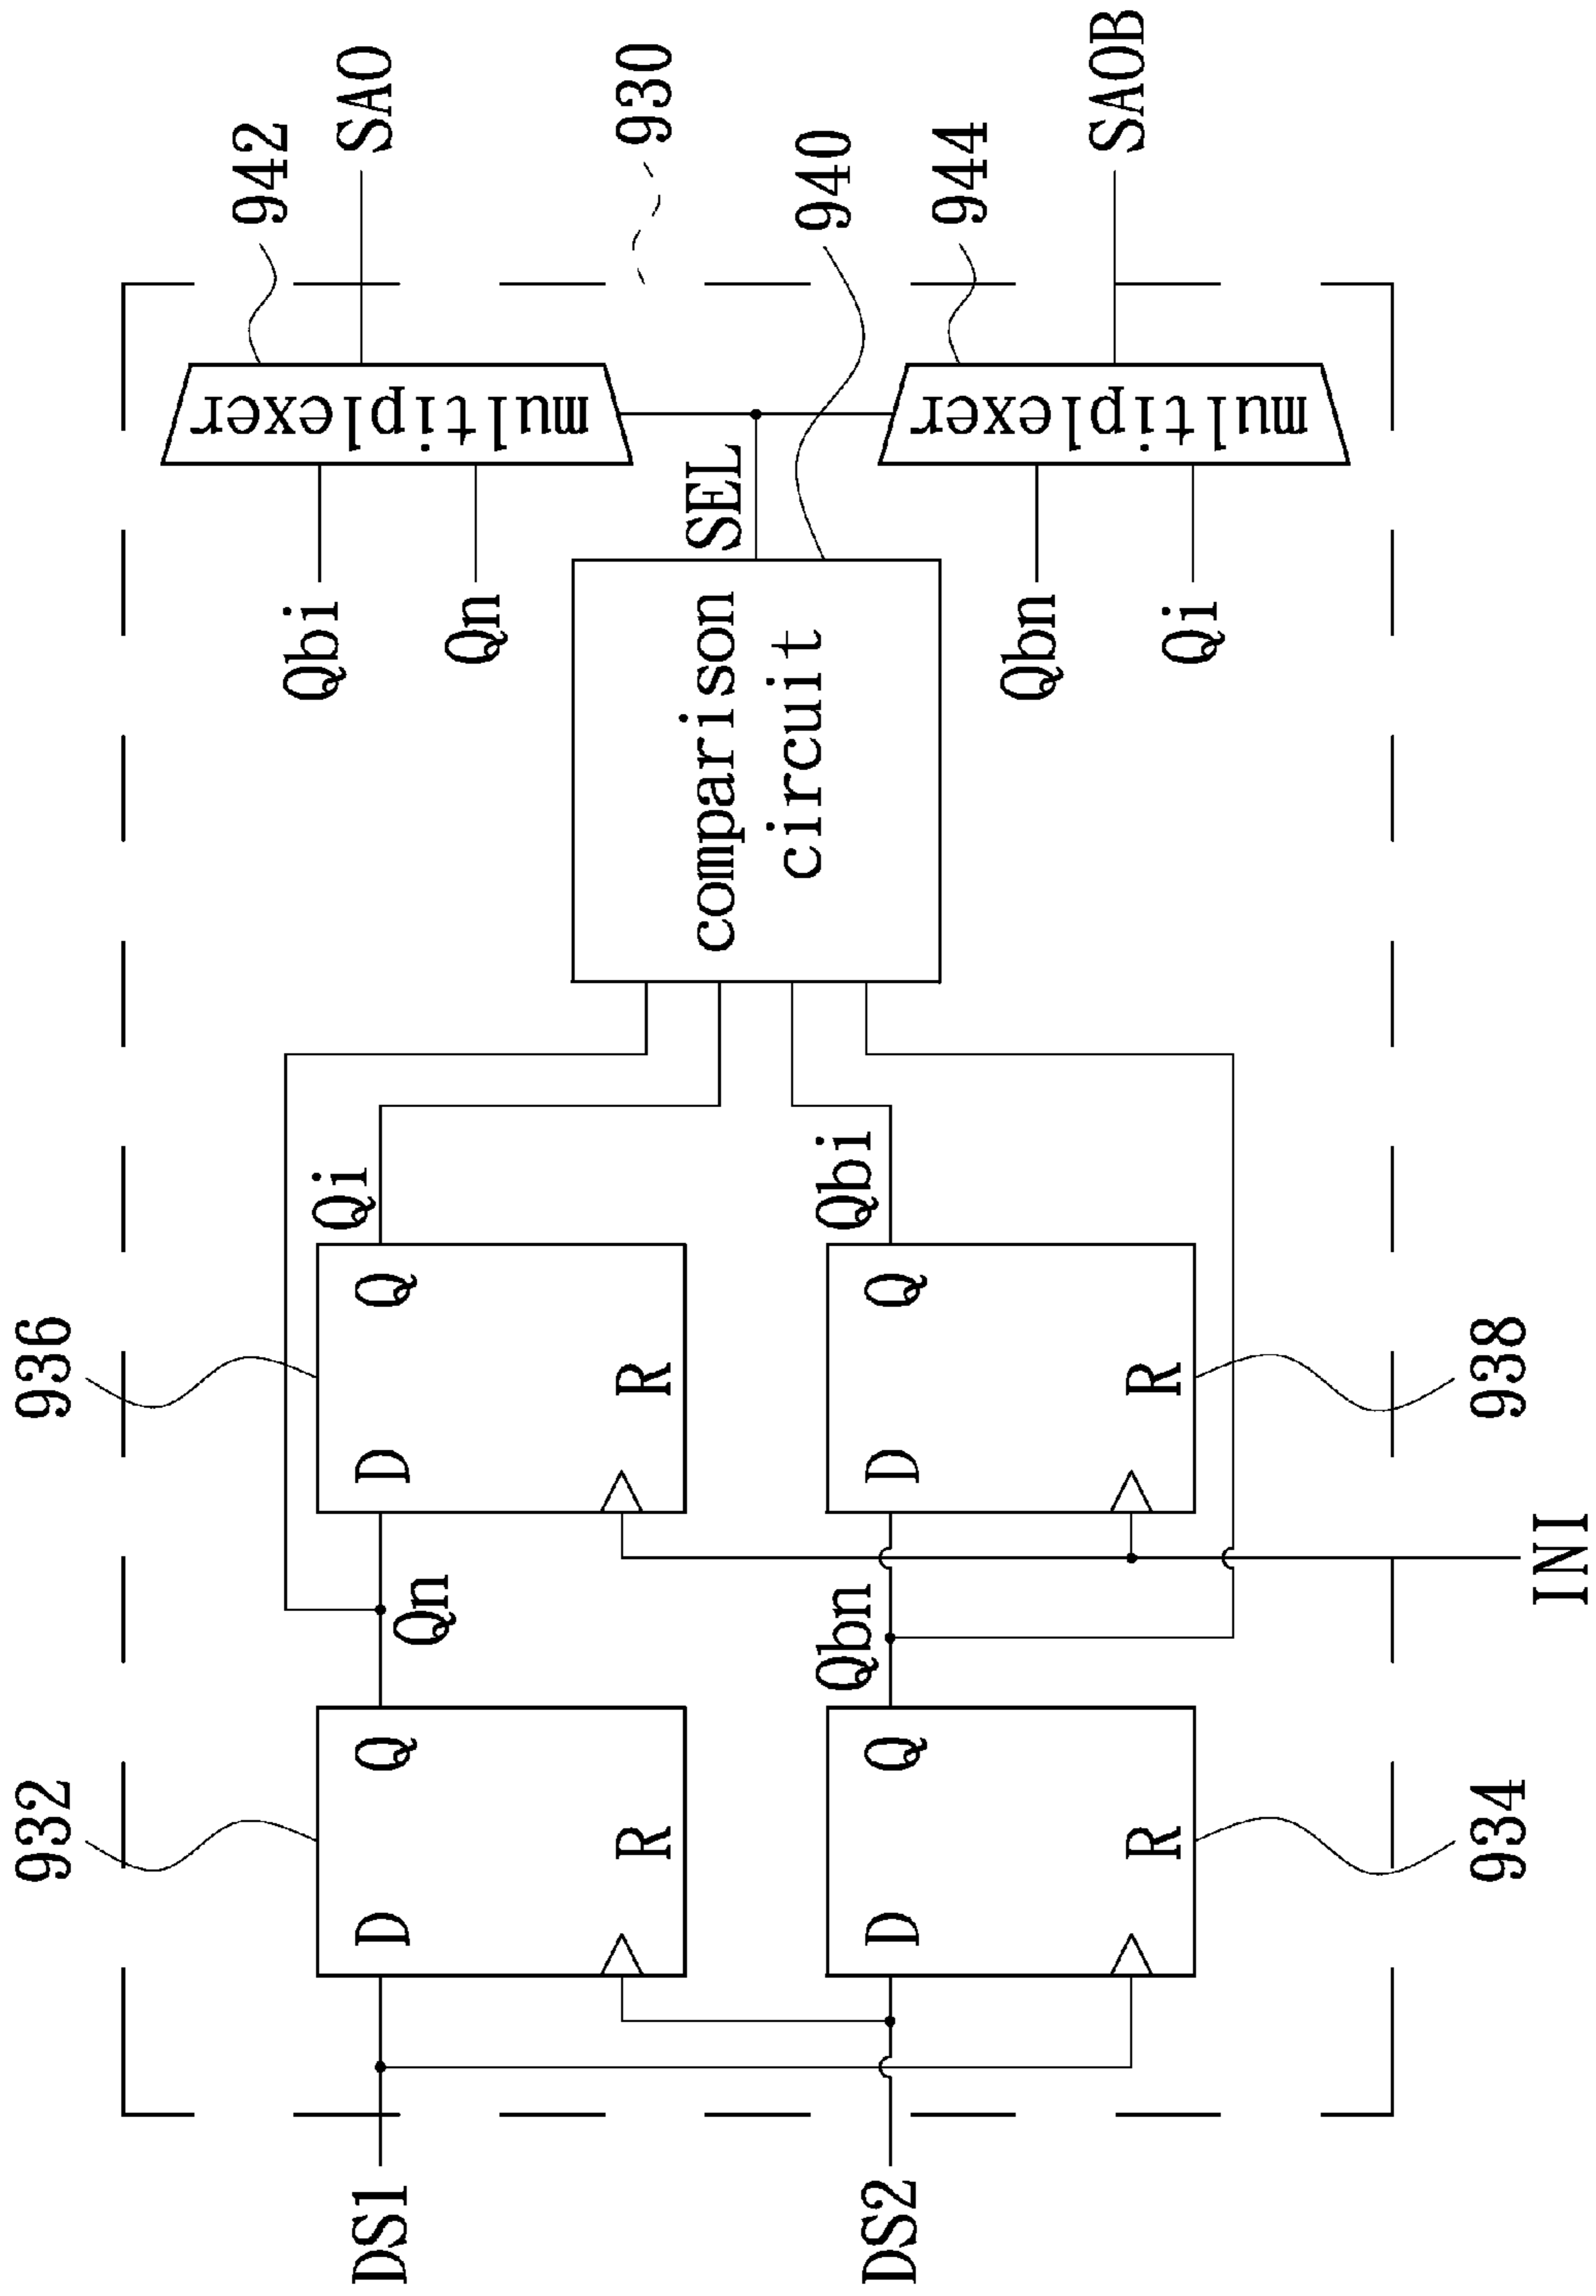 932
936
942
SAO
DS1
D
Q
R
Qn
D
Q
R
Qi
Qbi
Qn
multiplexer
930
SEL
comparison
circuit
940
DS2
D
Q
R
Qbn
D
Q
R
Qbi
Qbn
Qi
multiplexer
944
SAOB
934
938
INI